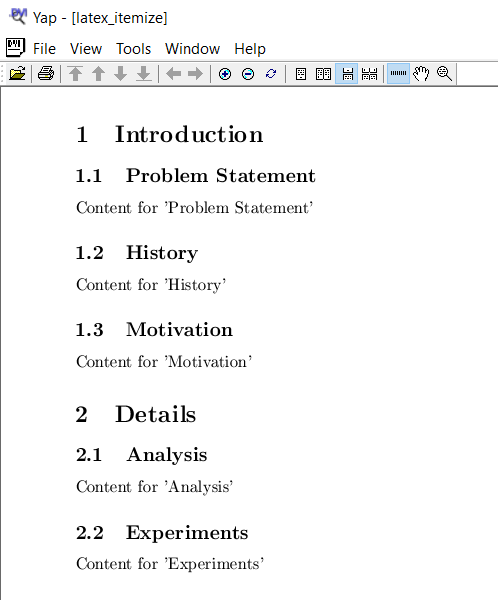 Yap - [latex_itemize]
File View Tools Window Help
1 Introduction
1.1 Problem Statement
Content for 'Problem Statement'
1.2 History
Content for 'History'
1.3 Motivation
Content for 'Motivation'
2 Details
2.1 Analysis
Content for 'Analysis'
2.2 Experiments
Content for 'Experiments'